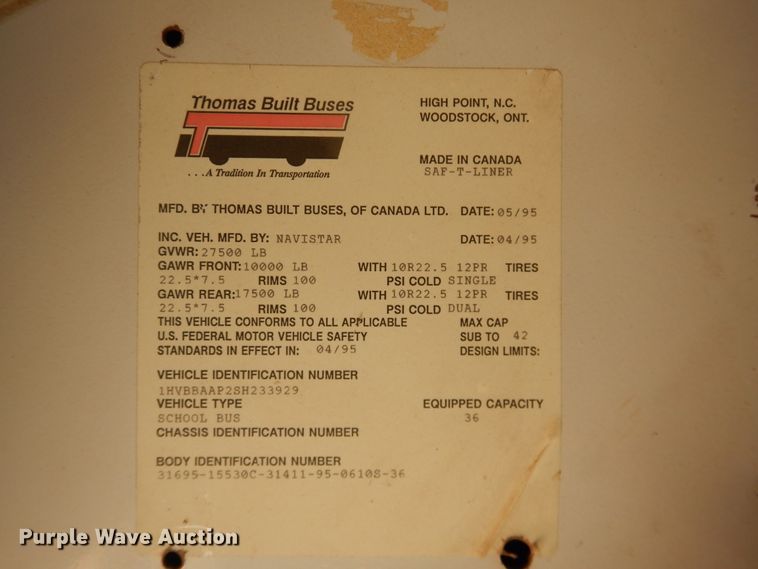 Thomas Built Buses
T
. . .A Tradition In Transportation
HIGH POINT, N.C.
WOODSTOCK, ONT.
MADE IN CANADA
SAF-T-LINER
MFD. BY THOMAS BUILT BUSES, OF CANADA LTD. DATE: 05/95
INC. VEH. MFD. BY: NAVISTAR DATE: 04/95
GVWR: 27500 LB
GAWR FRONT: 10000 LB WITH 10R22.5 12PR TIRES
22.5*7.5 RIMS 100 PSI COLD SINGLE
GAWR REAR: 17500 LB WITH 10R22.5 12PR TIRES
22.5*7.5 RIMS 100 PSI COLD DUAL
THIS VEHICLE CONFORMS TO ALL APPLICABLE MAX CAP
U.S. FEDERAL MOTOR VEHICLE SAFETY SUB TO 42
STANDARDS IN EFFECT IN: 04/95 DESIGN LIMITS:
VEHICLE IDENTIFICATION NUMBER
1HVBBAAP2SH233929
VEHICLE TYPE EQUIPPED CAPACITY
SCHOOL BUS 36
CHASSIS IDENTIFICATION NUMBER
BODY IDENTIFICATION NUMBER
31695-15530C-31411-95-0610S-36
Purple Wave Auction